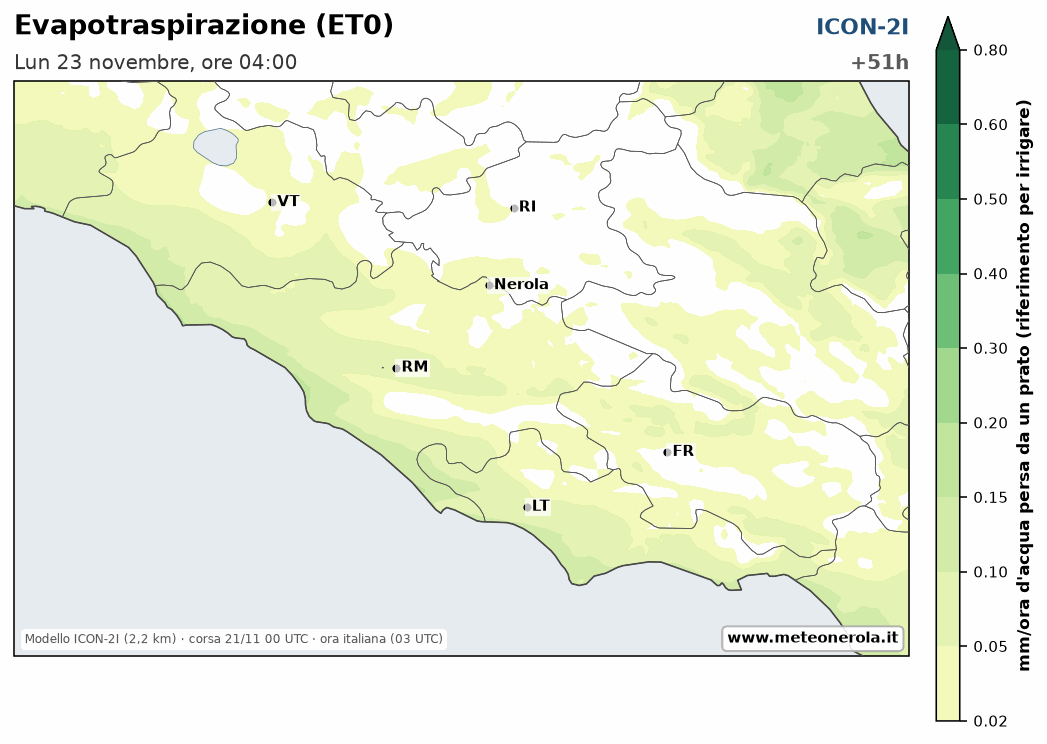 Evapotraspirazione (ET0)
ICON-2I
Lun 23 novembre, ore 04:00
+51h
VT
RI
Nerola
RM
FR
LT
Modello ICON-2I (2,2 km) · corsa 21/11 00 UTC · ora italiana (03 UTC)
www.meteonerola.it
0.80
0.60
0.50
0.40
0.30
0.20
0.15
0.10
0.05
0.02
mm/ora d'acqua persa da un prato (riferimento per irrigare)